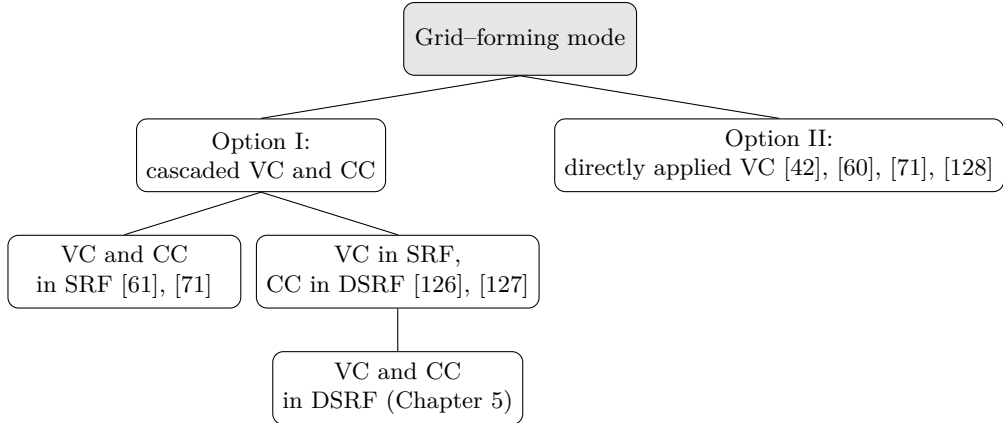 Grid–forming mode
Option I:
cascaded VC and CC
Option II:
directly applied VC [42], [60], [71], [128]
VC and CC
in SRF [61], [71]
VC in SRF,
CC in DSRF [126], [127]
VC and CC
in DSRF (Chapter 5)